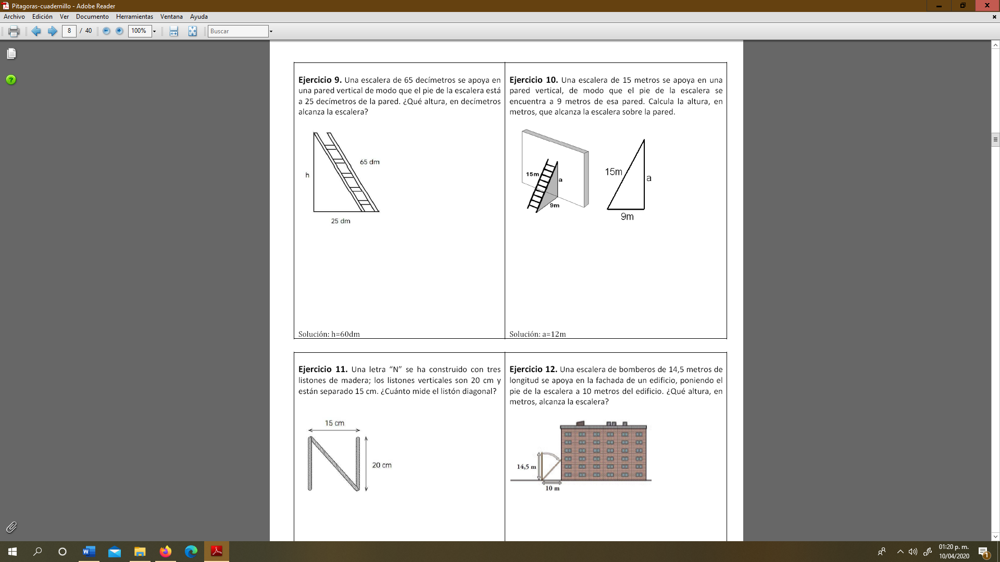 Pitagoras-cuadernillo - Adobe Reader
Archivo Edición Ver Documento Herramientas Ventana Ayuda
8 / 40 100% Buscar
Ejercicio 9. Una escalera de 65 decímetros se apoya en
una pared vertical de modo que el pie de la escalera está
a 25 decímetros de la pared. ¿Qué altura, en decímetros
alcanza la escalera?
h
65 dm
25 dm
Solución: h=60dm
Ejercicio 10. Una escalera de 15 metros se apoya en una
pared vertical, de modo que el pie de la escalera se
encuentra a 9 metros de esa pared. Calcula la altura, en
metros, que alcanza la escalera sobre la pared.
15m
a
9m
15m
a
9m
Solución: a=12m
Ejercicio 11. Una letra “N” se ha construido con tres
listones de madera; los listones verticales son 20 cm y
están separado 15 cm. ¿Cuánto mide el listón diagonal?
15 cm
20 cm
Ejercicio 12. Una escalera de bomberos de 14,5 metros de
longitud se apoya en la fachada de un edificio, poniendo el
pie de la escalera a 10 metros del edificio. ¿Qué altura, en
metros, alcanza la escalera?
14,5 m
10 m
01:20 p. m.
10/04/2020
1